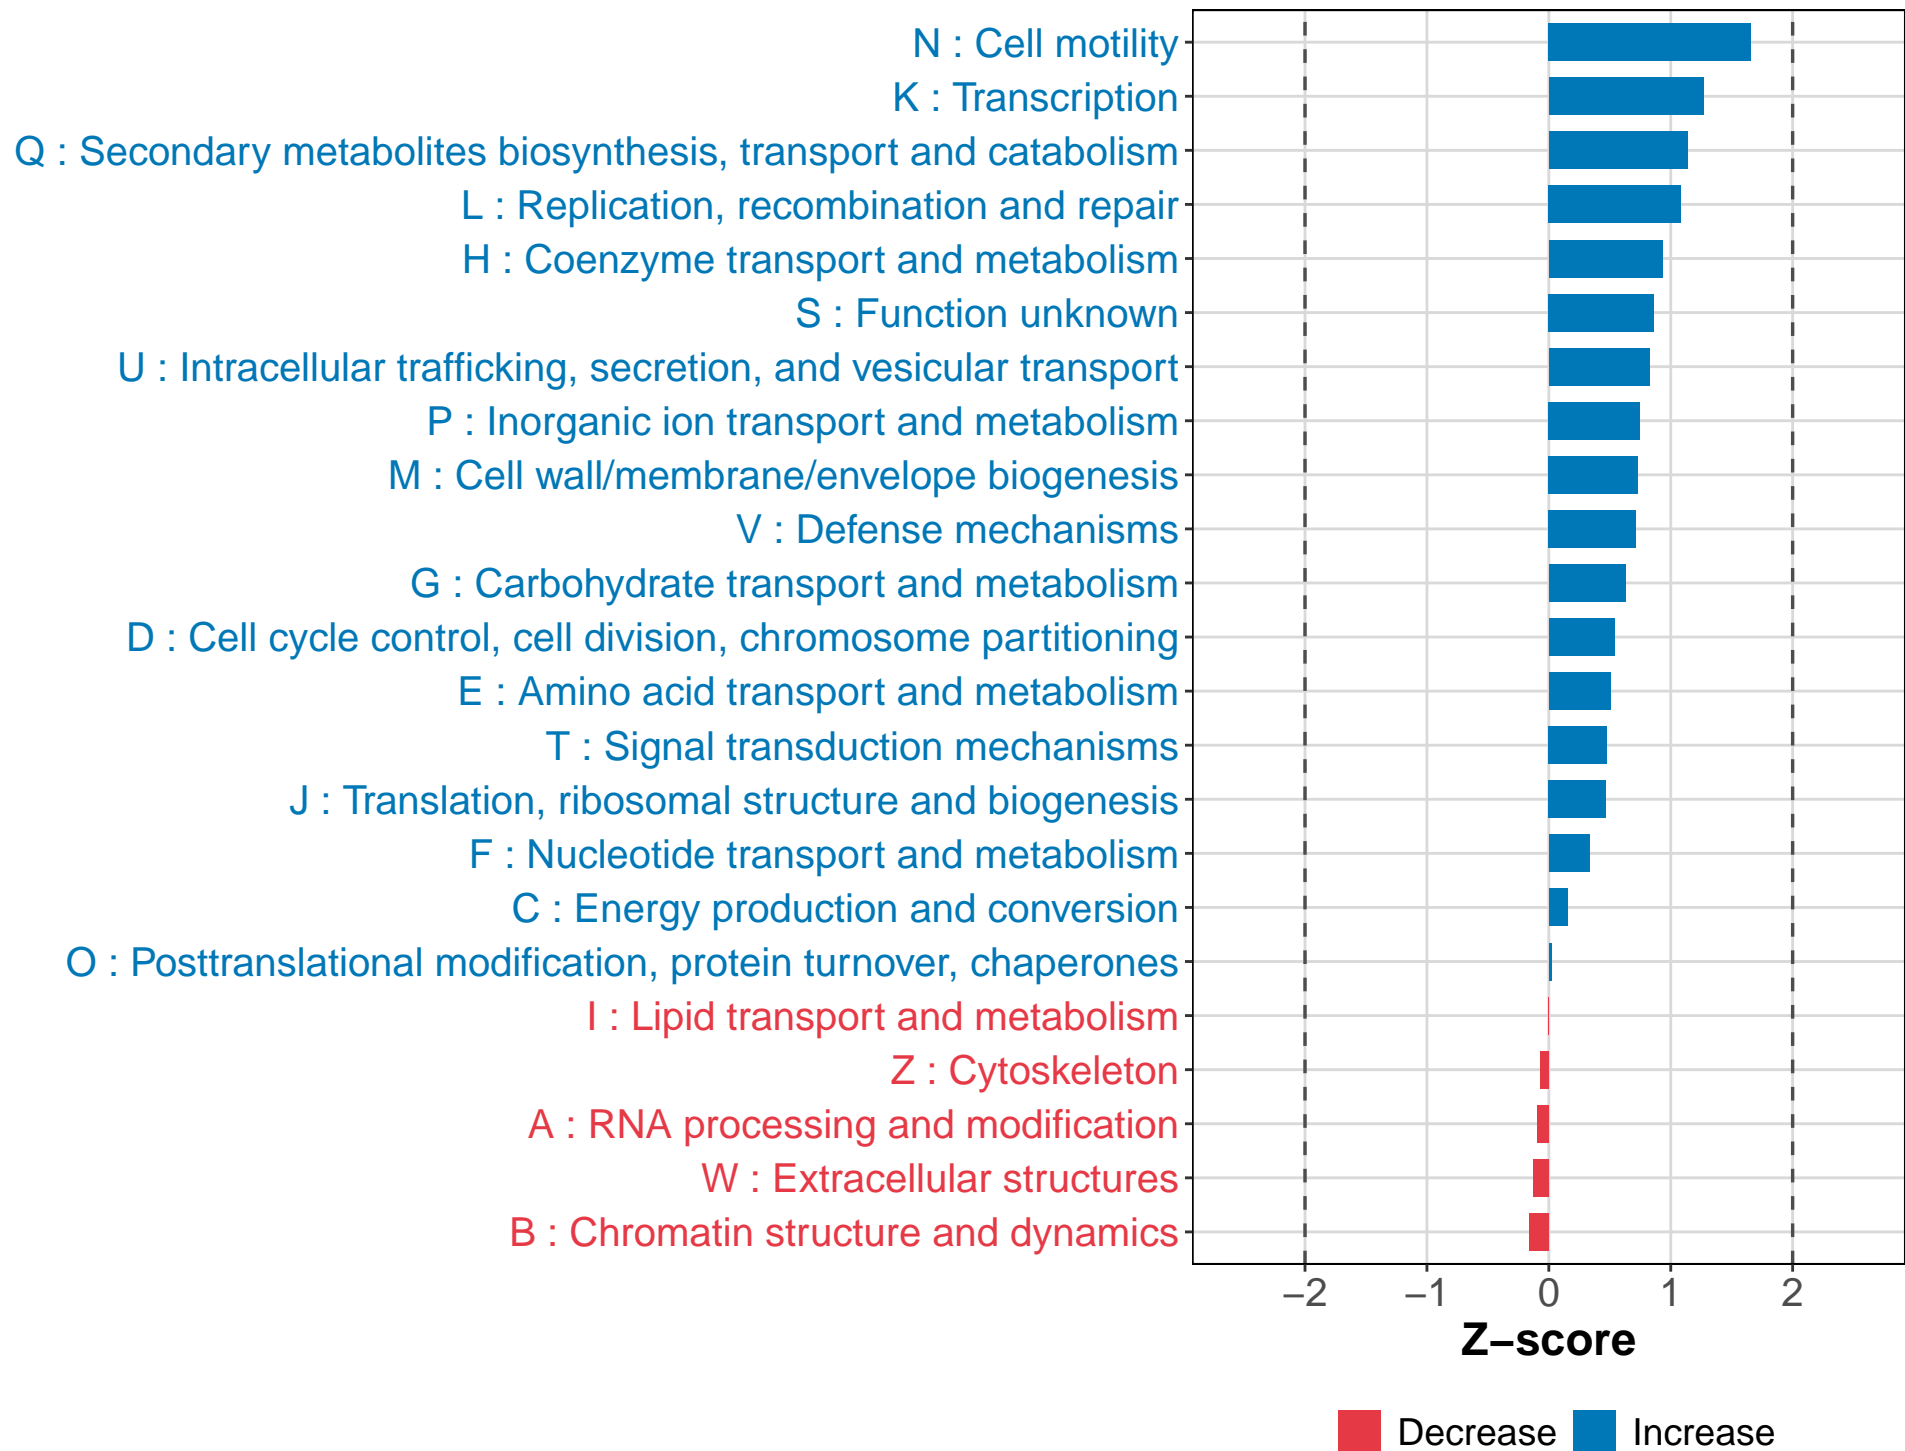 N : Cell motility
K : Transcription
Q : Secondary metabolites biosynthesis, transport and catabolism
L : Replication, recombination and repair
H : Coenzyme transport and metabolism
S : Function unknown
U : Intracellular trafficking, secretion, and vesicular transport
P : Inorganic ion transport and metabolism
M : Cell wall/membrane/envelope biogenesis
V : Defense mechanisms
G : Carbohydrate transport and metabolism
D : Cell cycle control, cell division, chromosome partitioning
E : Amino acid transport and metabolism
T : Signal transduction mechanisms
J : Translation, ribosomal structure and biogenesis
F : Nucleotide transport and metabolism
C : Energy production and conversion
O : Posttranslational modification, protein turnover, chaperones
I : Lipid transport and metabolism
Z : Cytoskeleton
A : RNA processing and modification
W : Extracellular structures
B : Chromatin structure and dynamics
−2 −1 0 1 2
Z−score
Decrease Increase